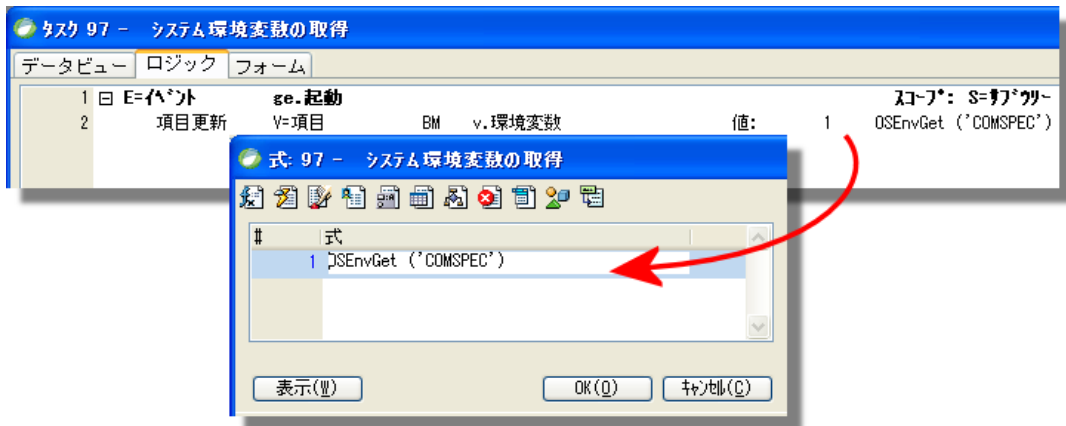 タスク 97 - システム環境変数の取得
データビュー ロジック フォーム
1 E=イベント ge.起動 スコープ: S=サブツリー
2 項目更新 V=項目 BM v.環境変数 値: 1 OSEnvGet ('COMSPEC')
式: 97 - システム環境変数の取得
# 式
1 OSEnvGet ('COMSPEC')
表示(W) OK(O) キャンセル(C)